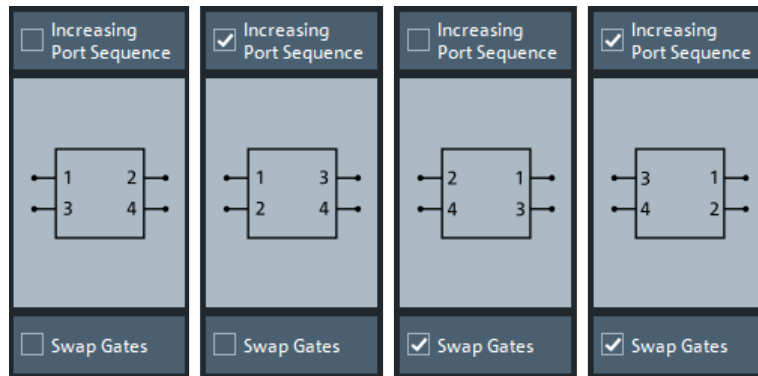 Increasing
Port Sequence
1 2
3 4
Swap Gates
Increasing
Port Sequence
1 3
2 4
Swap Gates
Increasing
Port Sequence
2 1
4 3
Swap Gates
Increasing
Port Sequence
3 1
4 2
Swap Gates